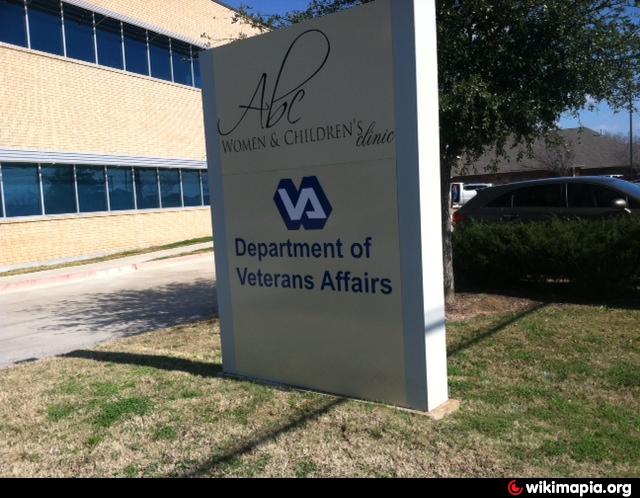 Abc
WOMEN & CHILDREN'S clinic
VA
Department of
Veterans Affairs
wikimapia.org